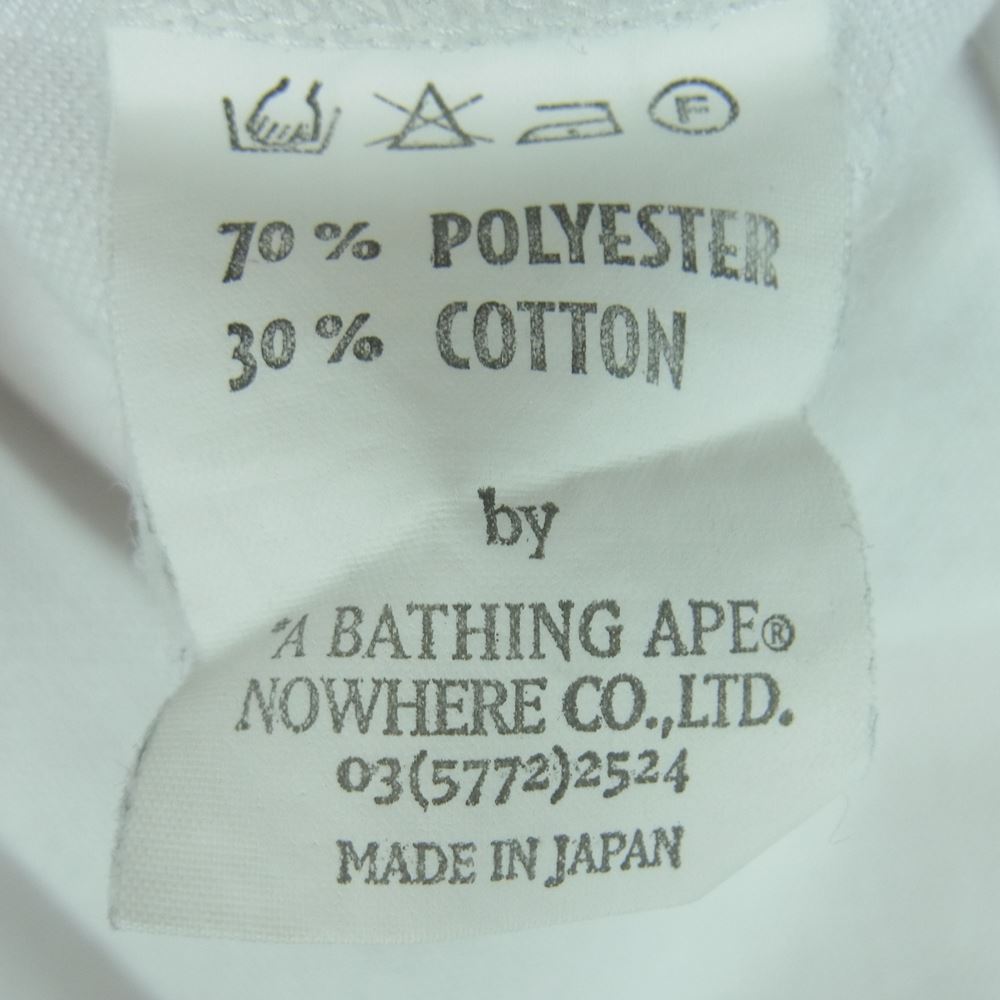 F
70% POLYESTER
30% COTTON
by
A BATHING APE®
NOWHERE CO.,LTD.
03(5772)2524
MADE IN JAPAN